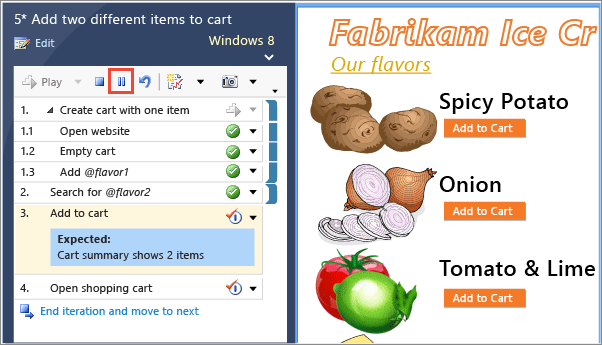 5* Add two different items to cart
Edit
Windows 8
Play
1. Create cart with one item
1.1 Open website
1.2 Empty cart
1.3 Add @flavor1
2. Search for @flavor2
3. Add to cart
Expected:
Cart summary shows 2 items
4. Open shopping cart
End iteration and move to next
Fabrikam Ice Cr
Our flavors
Spicy Potato
Add to Cart
Onion
Add to Cart
Tomato & Lime
Add to Cart